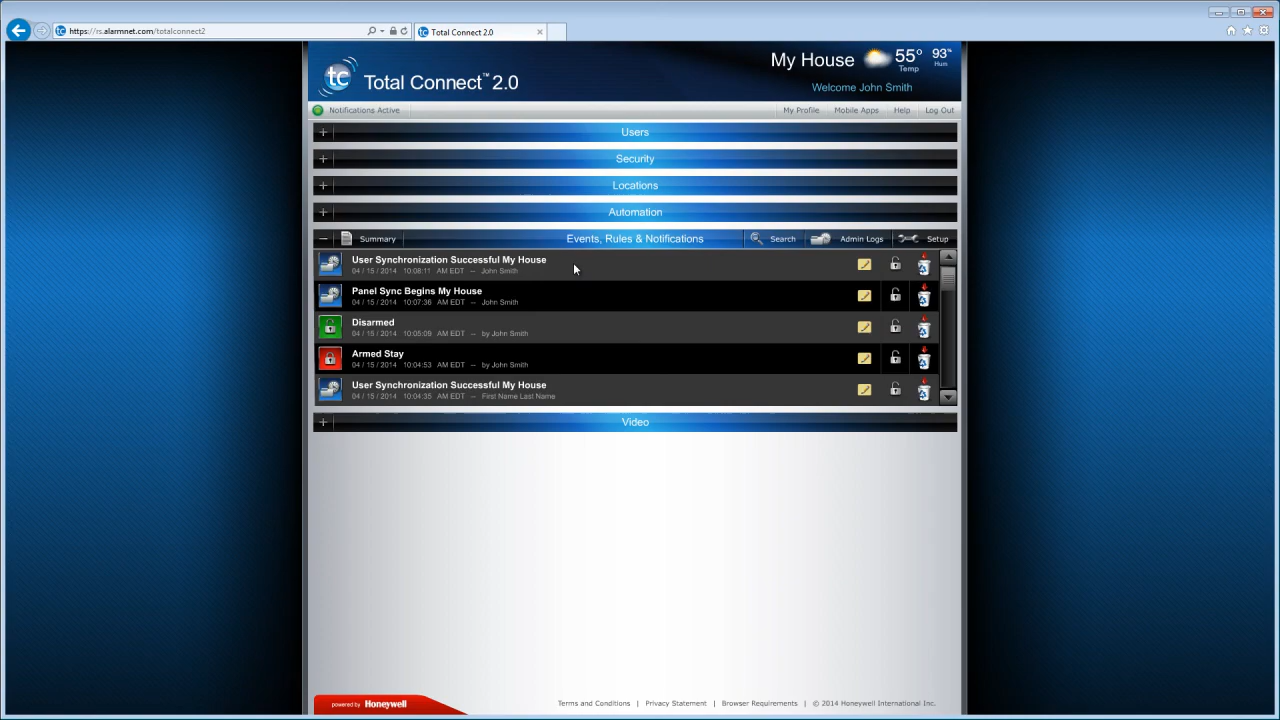 https://rs.alarmnet.com/totalconnect2
Total Connect 2.0
tc Total Connect™ 2.0
My House 55° Temp 93% Hum
Welcome John Smith
Notifications Active My Profile Mobile Apps Help Log Out
+ Users
+ Security
+ Locations
+ Automation
– Summary Events, Rules & Notifications Search Admin Logs Setup
User Synchronization Successful My House
04 / 15 / 2014 10:08:11 AM EDT -- John Smith
Panel Sync Begins My House
04 / 15 / 2014 10:07:36 AM EDT -- John Smith
Disarmed
04 / 15 / 2014 10:05:09 AM EDT -- by John Smith
Armed Stay
04 / 15 / 2014 10:04:53 AM EDT -- by John Smith
User Synchronization Successful My House
04 / 15 / 2014 10:04:35 AM EDT -- First Name Last Name
+ Video
powered by Honeywell
Terms and Conditions | Privacy Statement | Browser Requirements | © 2014 Honeywell International Inc.